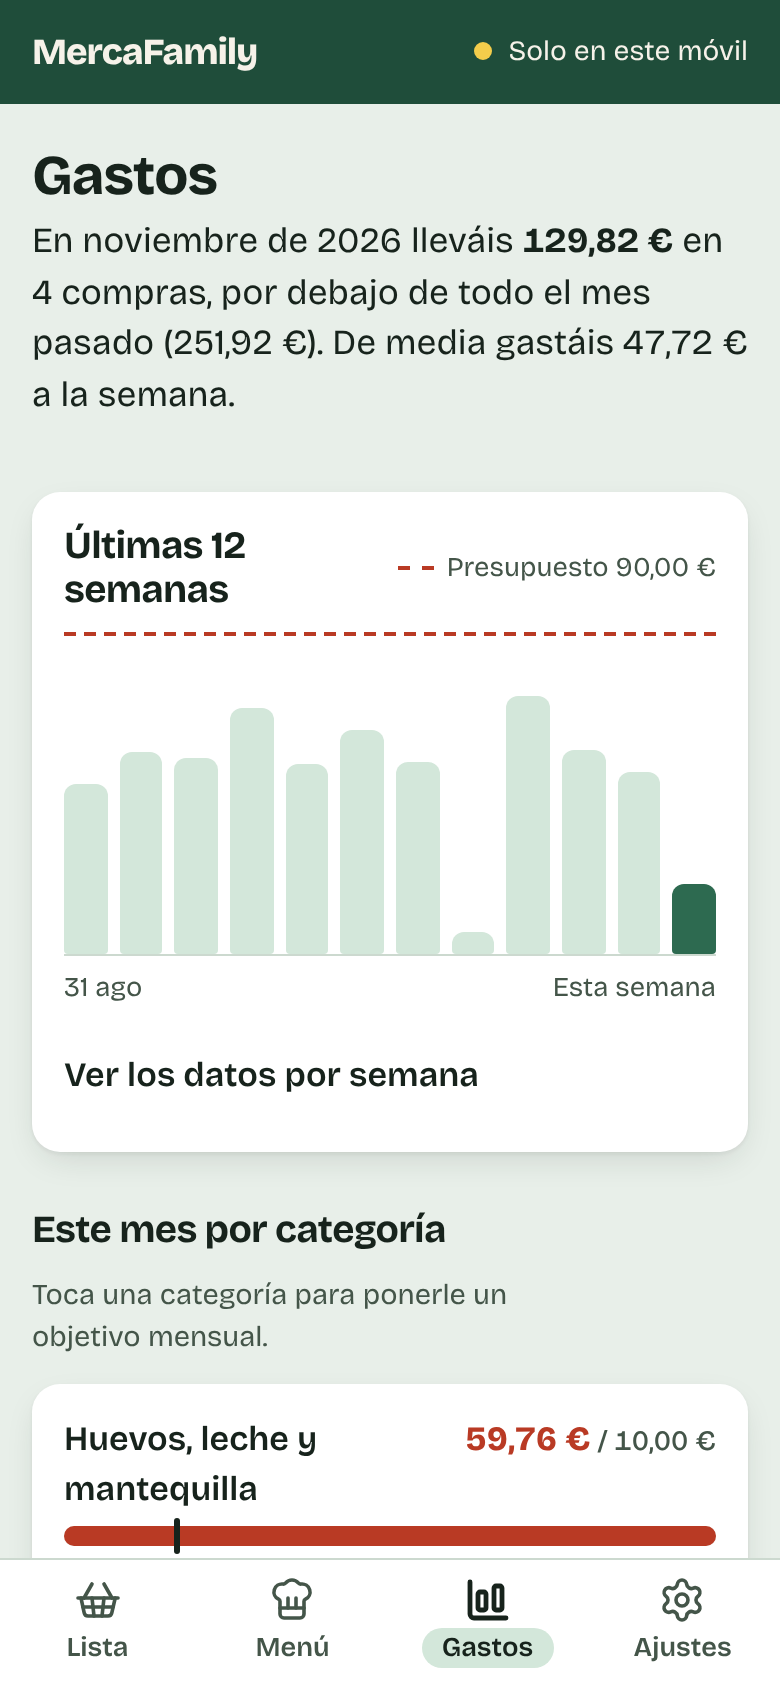 MercaFamily
Solo en este móvil
Gastos
En noviembre de 2026 lleváis 129,82 € en
4 compras, por debajo de todo el mes
pasado (251,92 €). De media gastáis 47,72 €
a la semana.
Últimas 12
semanas
Presupuesto 90,00 €
31 ago
Esta semana
Ver los datos por semana
Este mes por categoría
Toca una categoría para ponerle un
objetivo mensual.
Huevos, leche y
mantequilla
59,76 € / 10,00 €
Lista
Menú
Gastos
Ajustes